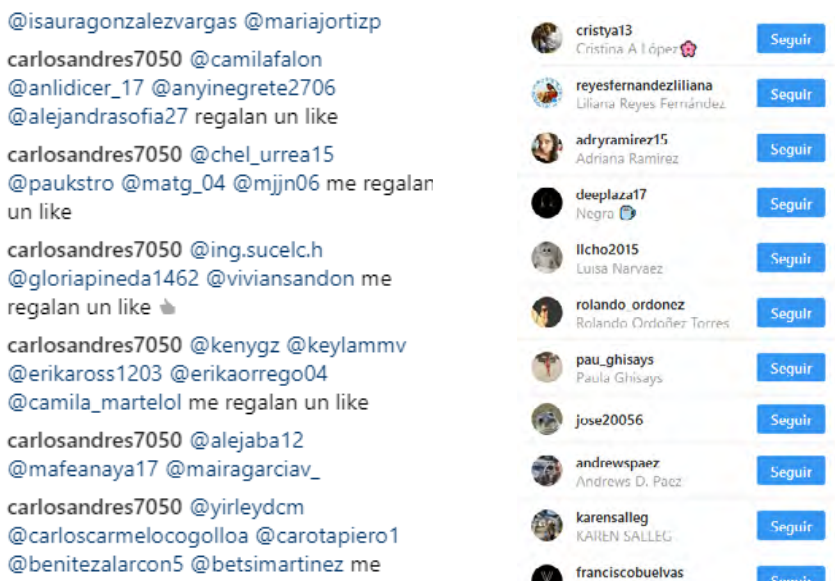 @isauragonzalezvargas @mariajortizp
carlosandres7050 @camilafalon
@anlidicer_17 @anyinegrete2706
@alejandrasofia27 regalan un like
carlosandres7050 @chel_urrea15
@paukstro @matg_04 @mjjn06 me regalan
un like
carlosandres7050 @ing.sucelc.h
@gloriapineda1462 @viviansandon me
regalan un like
carlosandres7050 @kenygz @keylammv
@erikaross1203 @erikaorrego04
@camila_martelol me regalan un like
carlosandres7050 @alejaba12
@mafeanaya17 @mairagarciav_
carlosandres7050 @yirleydcm
@carloscarmelocogolloa @carotapiero1
@benitezalarcon5 @betsimartinez me
cristya13
Cristina A López
Seguir
reyesfernandezliliana
Liliana Reyes Fernández
Seguir
adryramirez15
Adriana Ramirez
Seguir
deeplaza17
Negra
Seguir
llcho2015
Luisa Narvaez
Seguir
rolando_ordonez
Rolando Ordoñez Torres
Seguir
pau_ghisays
Paula Ghisays
Seguir
jose20056
Seguir
andrewspaez
Andrews D. Paez
Seguir
karensalleg
KAREN SALLEG
Seguir
franciscobuelvas
Seguir